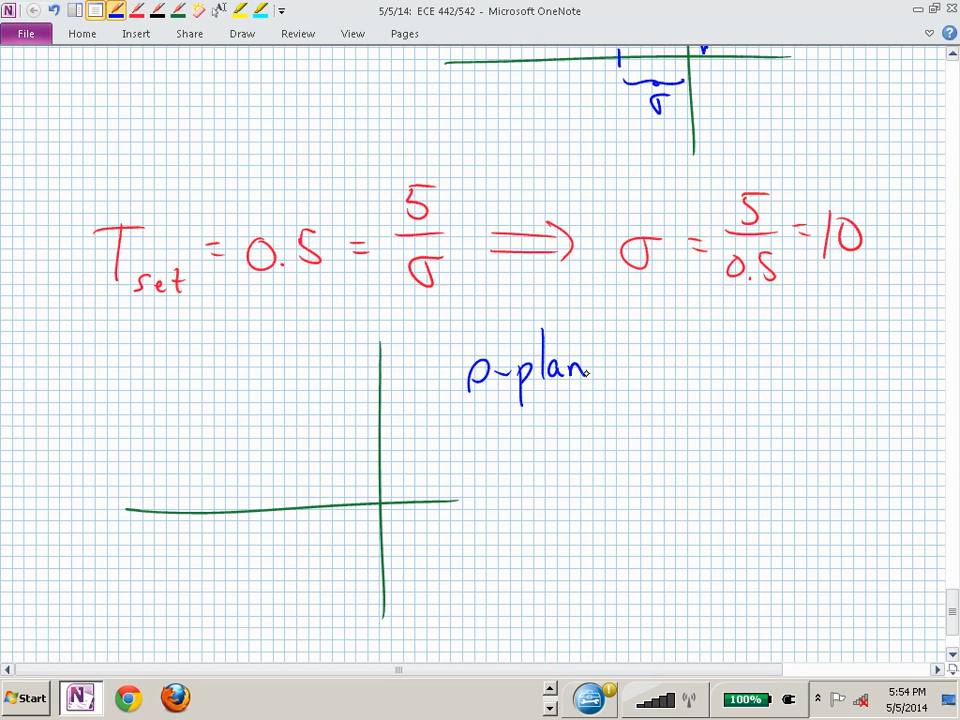 5/5/14: ECE 442/542 - Microsoft OneNote
File Home Insert Share Draw Review View Pages
σ
T_set = 0.5 = 5/σ ⟹ σ = 5/0.5 = 10
ρ-plan
Start
100%
5:54 PM
5/5/2014